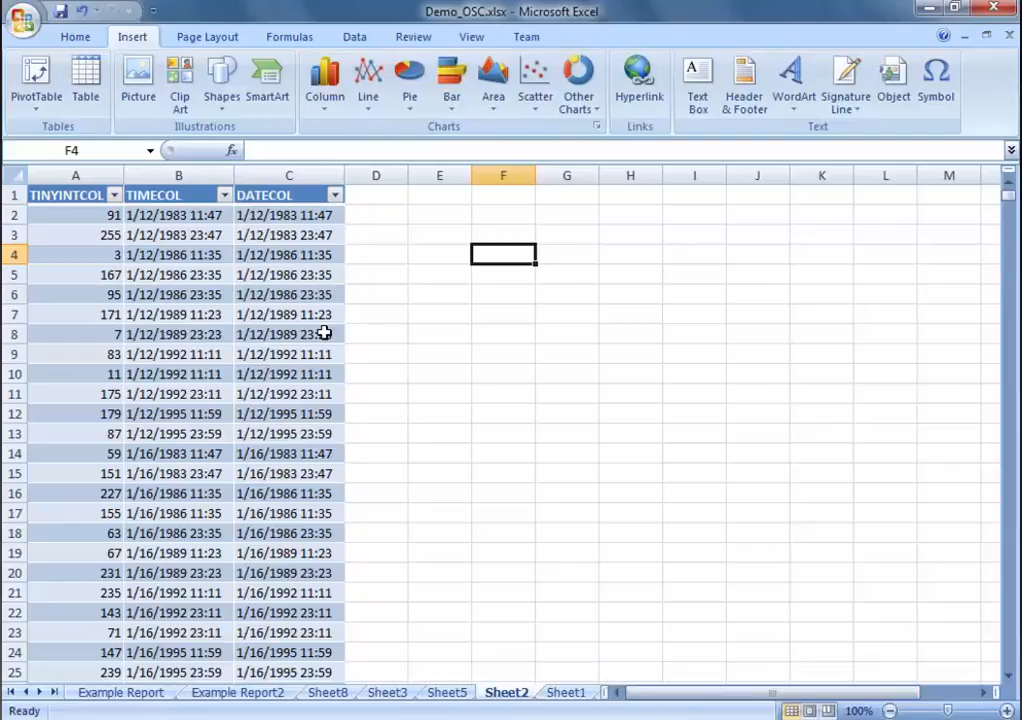 Demo_OSC.xlsx - Microsoft Excel
Home Insert Page Layout Formulas Data Review View Team
PivotTable Table Picture Clip Art Shapes SmartArt Column Line Pie Bar Area Scatter Other Charts Hyperlink Text Box Header & Footer WordArt Signature Line Object Symbol
Tables Illustrations Charts Links Text
F4 fx
A B C D E F G H I J K L M
1 TINYINTCOL TIMECOL DATECOL
2 91 1/12/1983 11:47 1/12/1983 11:47
3 255 1/12/1983 23:47 1/12/1983 23:47
4 3 1/12/1986 11:35 1/12/1986 11:35
5 167 1/12/1986 23:35 1/12/1986 23:35
6 95 1/12/1986 23:35 1/12/1986 23:35
7 171 1/12/1989 11:23 1/12/1989 11:23
8 7 1/12/1989 23:23 1/12/1989
9 83 1/12/1992 11:11 1/12/1992 11:11
10 11 1/12/1992 11:11 1/12/1992 11:11
11 175 1/12/1992 23:11 1/12/1992 23:11
12 179 1/12/1995 11:59 1/12/1995 11:59
13 87 1/12/1995 23:59 1/12/1995 23:59
14 59 1/16/1983 11:47 1/16/1983 11:47
15 151 1/16/1983 23:47 1/16/1983 23:47
16 227 1/16/1986 11:35 1/16/1986 11:35
17 155 1/16/1986 11:35 1/16/1986 11:35
18 63 1/16/1986 23:35 1/16/1986 23:35
19 67 1/16/1989 11:23 1/16/1989 11:23
20 231 1/16/1989 23:23 1/16/1989 23:23
21 235 1/16/1992 11:11 1/16/1992 11:11
22 143 1/16/1992 23:11 1/16/1992 23:11
23 71 1/16/1992 23:11 1/16/1992 23:11
24 147 1/16/1995 11:59 1/16/1995 11:59
25 239 1/16/1995 23:59 1/16/1995 23:59
Example Report Example Report2 Sheet8 Sheet3 Sheet5 Sheet2 Sheet1
Ready 100%